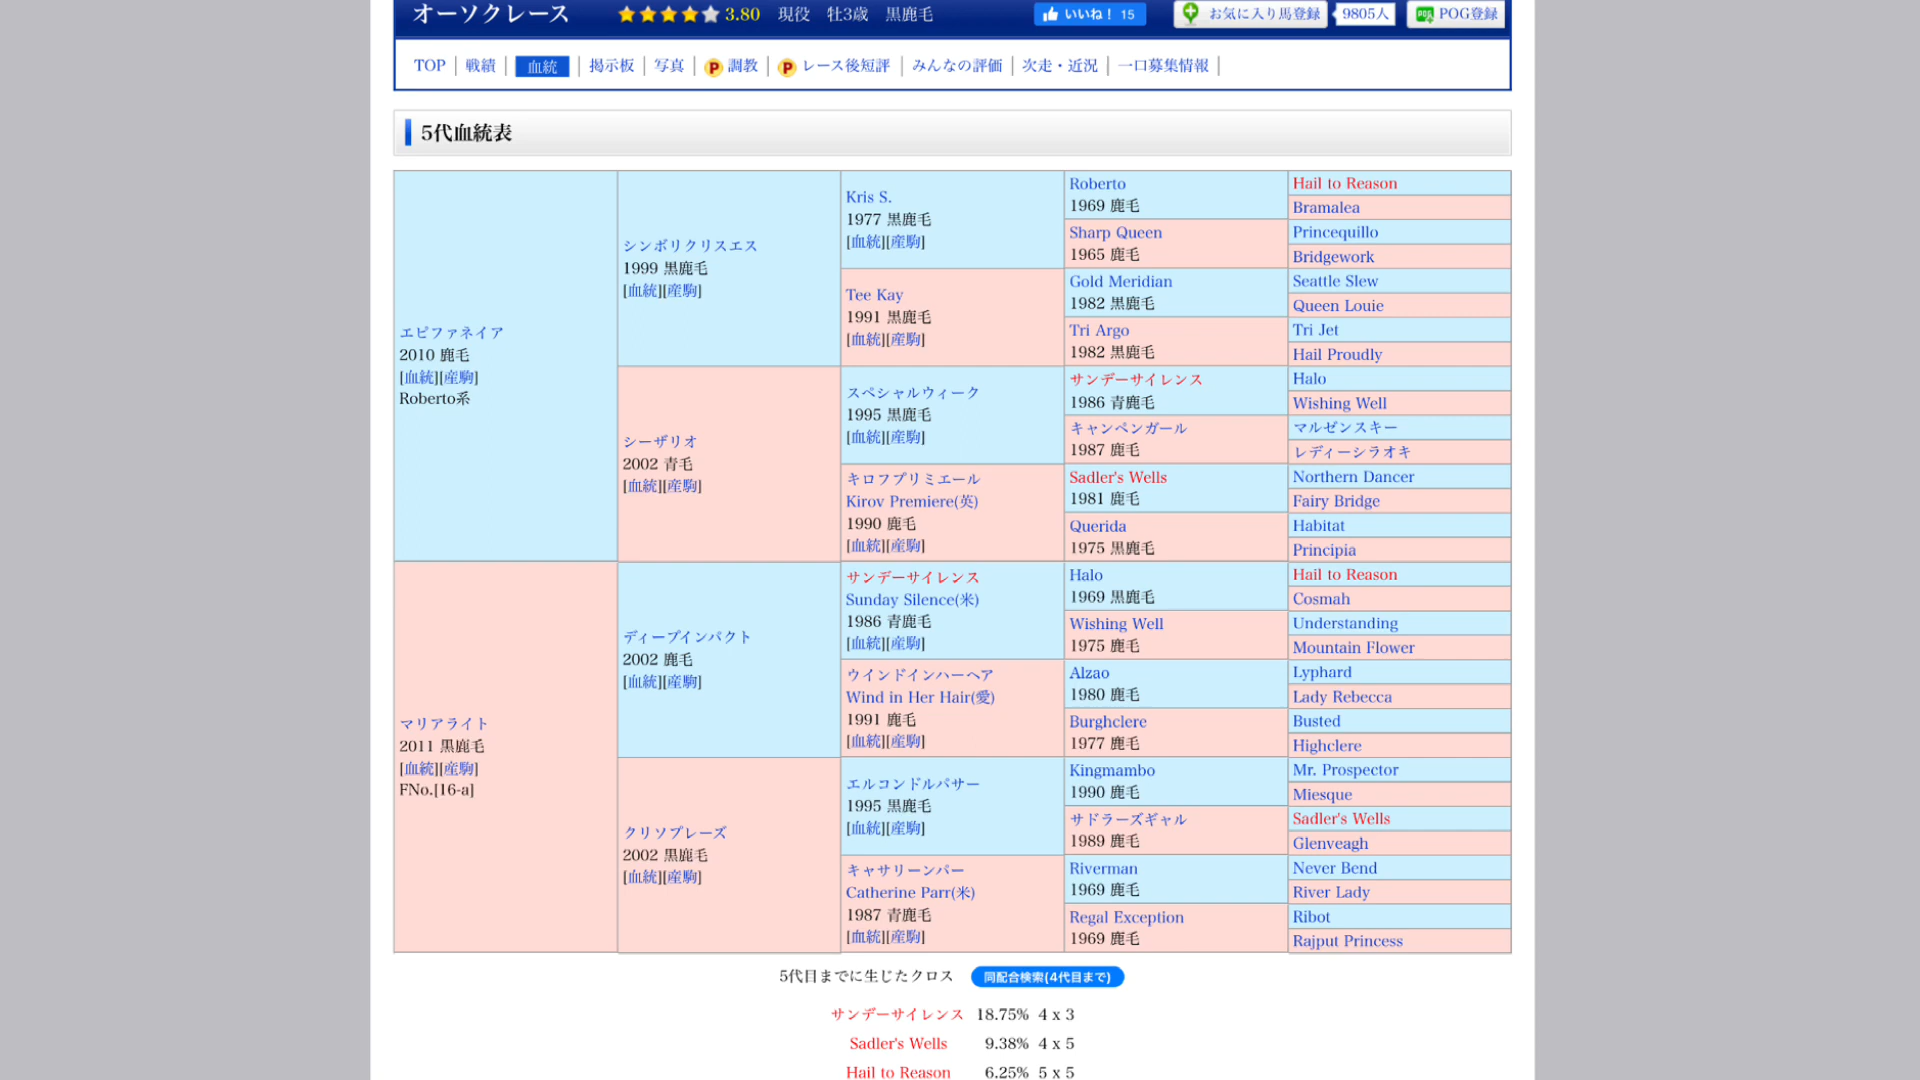 オーソクレース 3.80 現役 牡3歳 黒鹿毛 いいね！ 15 お気に入り馬登録 9805人 POG登録
TOP 戦績 血統 掲示板 写真 P 調教 P レース後短評 みんなの評価 次走・近況 一口募集情報
5代血統表
エピファネイア
2010 鹿毛
[血統][産駒]
Roberto系
シンボリクリスエス
1999 黒鹿毛
[血統][産駒]
Kris S.
1977 黒鹿毛
[血統][産駒]
Roberto
1969 鹿毛
Hail to Reason
Bramalea
Sharp Queen
1965 鹿毛
Princequillo
Bridgework
Tee Kay
1991 黒鹿毛
[血統][産駒]
Gold Meridian
1982 黒鹿毛
Seattle Slew
Queen Louie
Tri Argo
1982 黒鹿毛
Tri Jet
Hail Proudly
シーザリオ
2002 青毛
[血統][産駒]
スペシャルウィーク
1995 黒鹿毛
[血統][産駒]
サンデーサイレンス
1986 青鹿毛
Halo
Wishing Well
キャンペンガール
1987 鹿毛
マルゼンスキー
レディーシラオキ
キロフプリミエール
Kirov Premiere(英)
1990 鹿毛
[血統][産駒]
Sadler's Wells
1981 鹿毛
Northern Dancer
Fairy Bridge
Querida
1975 黒鹿毛
Habitat
Principia
マリアライト
2011 黒鹿毛
[血統][産駒]
FNo.[16-a]
ディープインパクト
2002 鹿毛
[血統][産駒]
サンデーサイレンス
Sunday Silence(米)
1986 青鹿毛
[血統][産駒]
Halo
1969 黒鹿毛
Hail to Reason
Cosmah
Wishing Well
1975 鹿毛
Understanding
Mountain Flower
ウインドインハーヘア
Wind in Her Hair(愛)
1991 鹿毛
[血統][産駒]
Alzao
1980 鹿毛
Lyphard
Lady Rebecca
Burghclere
1977 鹿毛
Busted
Highclere
クリソプレーズ
2002 黒鹿毛
[血統][産駒]
エルコンドルパサー
1995 黒鹿毛
[血統][産駒]
Kingmambo
1990 鹿毛
Mr. Prospector
Miesque
サドラーズギャル
1989 鹿毛
Sadler's Wells
Glenveagh
キャサリーンパー
Catherine Parr(米)
1987 青鹿毛
[血統][産駒]
Riverman
1969 鹿毛
Never Bend
River Lady
Regal Exception
1969 鹿毛
Ribot
Rajput Princess
5代目までに生じたクロス 同配合検索(4代目まで)
サンデーサイレンス 18.75% 4 x 3
Sadler's Wells 9.38% 4 x 5
Hail to Reason 6.25% 5 x 5